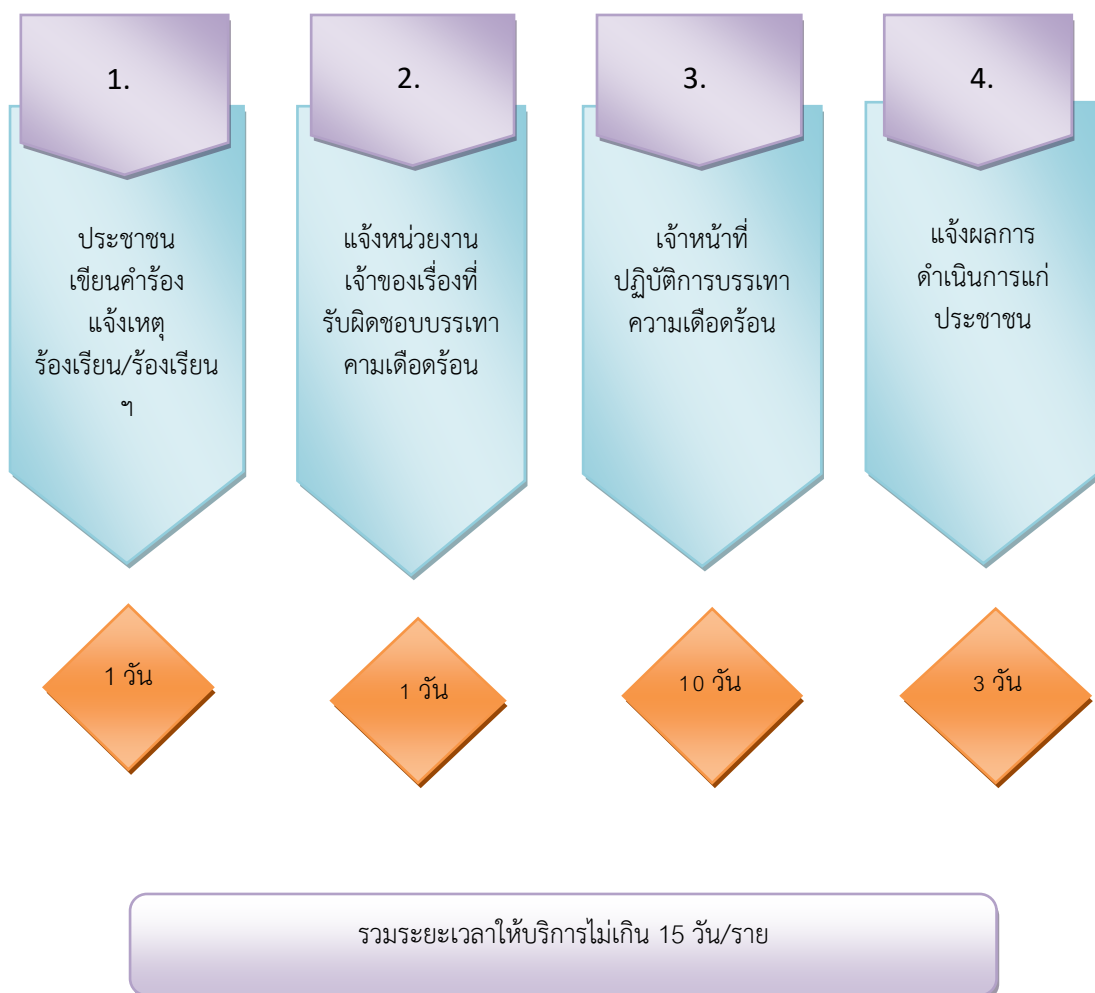 1.
ประชาชน
เขียนคำร้อง
แจ้งเหตุ
ร้องเรียน/ร้องเรียน
ฯ
1 วัน
2.
แจ้งหน่วยงาน
เจ้าของเรื่องที่
รับผิดชอบบรรเทา
คามเดือดร้อน
1 วัน
3.
เจ้าหน้าที่
ปฏิบัติการบรรเทา
ความเดือดร้อน
10 วัน
4.
แจ้งผลการ
ดำเนินการแก่
ประชาชน
3 วัน
รวมระยะเวลาให้บริการไม่เกิน 15 วัน/ราย